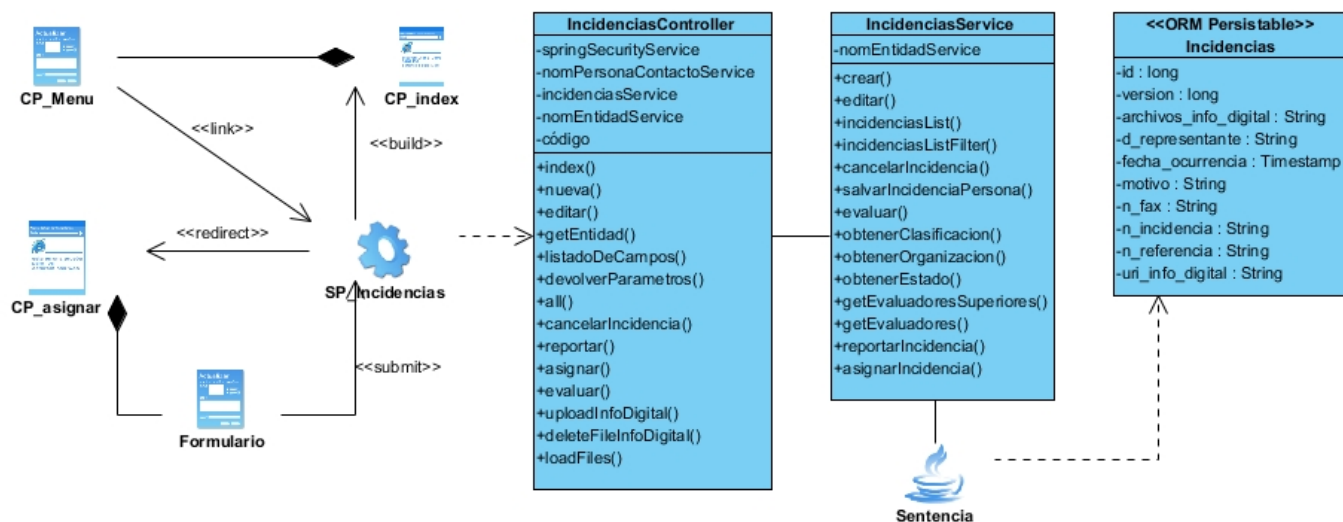 CP_Menu
CP_index
<<link>>
<<build>>
<<redirect>>
CP_asignar
SP_Incidencias
<<submit>>
Formulario
IncidenciasController
-springSecurityService
-nomPersonaContactoService
-incidenciasService
-nomEntidadService
-código
+index()
+nueva()
+editar()
+getEntidad()
+listadoDeCampos()
+devolverParametros()
+all()
+cancelarIncidencia()
+reportar()
+asignar()
+evaluar()
+uploadInfoDigital()
+deleteFileInfoDigital()
+loadFiles()
IncidenciasService
-nomEntidadService
+crear()
+editar()
+incidenciasList()
+incidenciasListFilter()
+cancelarIncidencia()
+salvarIncidenciaPersona()
+evaluar()
+obtenerClasificacion()
+obtenerOrganizacion()
+obtenerEstado()
+getEvaluadoresSuperiores()
+getEvaluadores()
+reportarIncidencia()
+asignarIncidencia()
Sentencia
<<ORM Persistable>>
Incidencias
-id : long
-version : long
-archivos_info_digital : String
-d_representante : String
-fecha_ocurrencia : Timestamp
-motivo : String
-n_fax : String
-n_incidencia : String
-n_referencia : String
-uri_info_digital : String